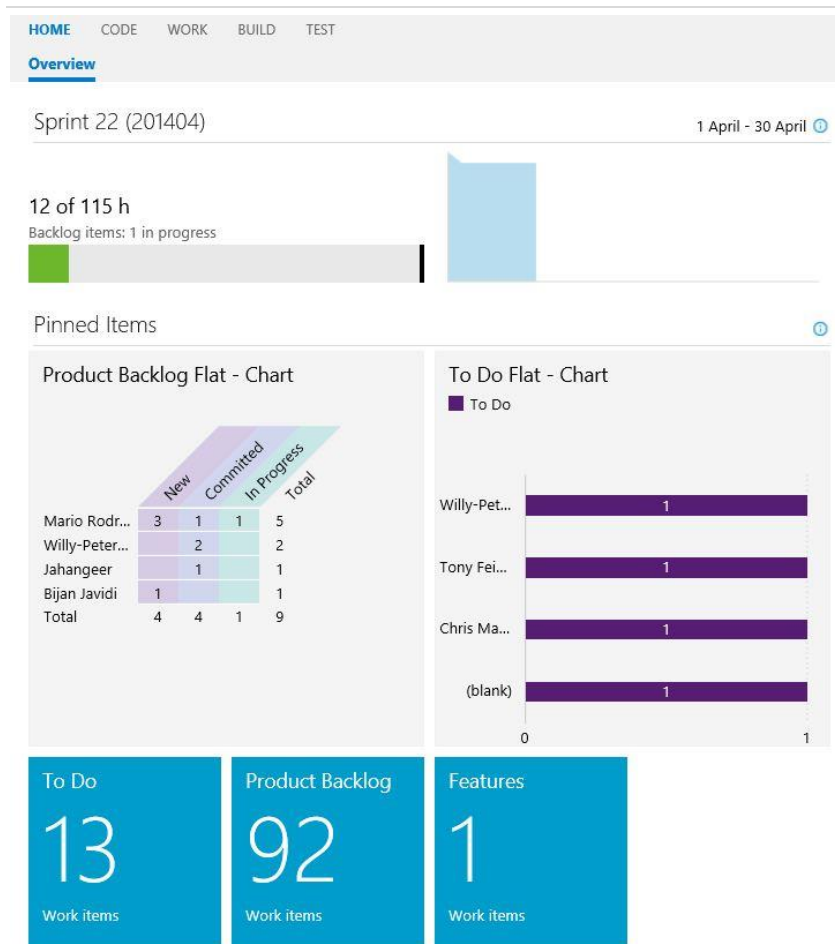 HOME CODE WORK BUILD TEST
Overview
Sprint 22 (201404)
1 April - 30 April
12 of 115 h
Backlog items: 1 in progress
Pinned Items
Product Backlog Flat - Chart
New Committed In Progress Total
Mario Rodr... 3 1 1 5
Willy-Peter... 2 2
Jahangeer 1 1
Bijan Javidi 1 1
Total 4 4 1 9
To Do Flat - Chart
To Do
Willy-Pet... 1
Tony Fei... 1
Chris Ma... 1
(blank) 1
0 1
To Do
13
Work items
Product Backlog
92
Work items
Features
1
Work items